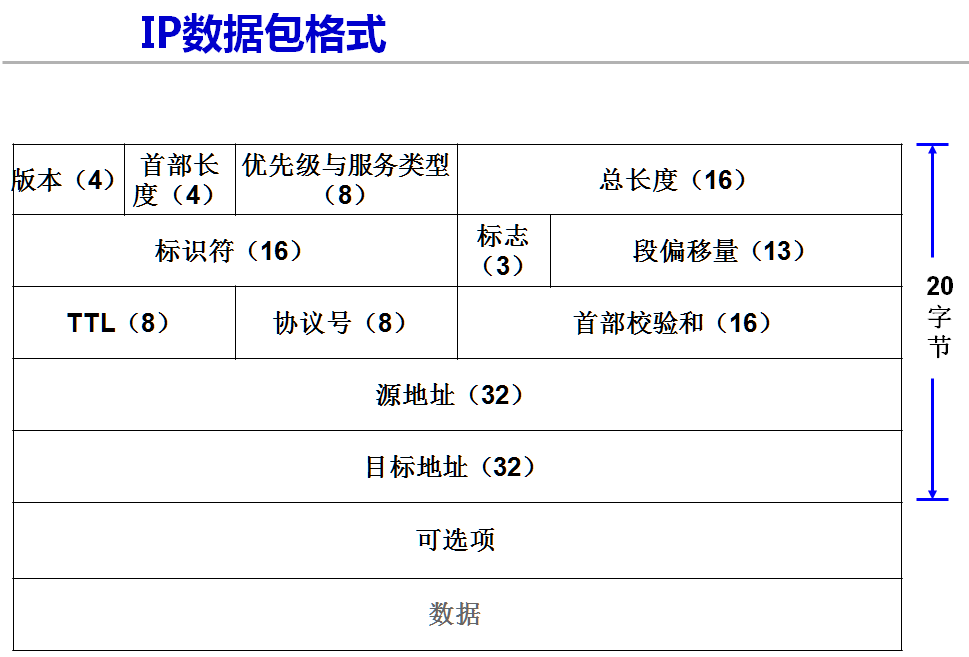 IP数据包格式
版本（4）
首部长
度（4）
优先级与服务类型
（8）
总长度（16）
标识符（16）
标志
（3）
段偏移量（13）
TTL（8）
协议号（8）
首部校验和（16）
源地址（32）
目标地址（32）
可选项
数据
20
字
节